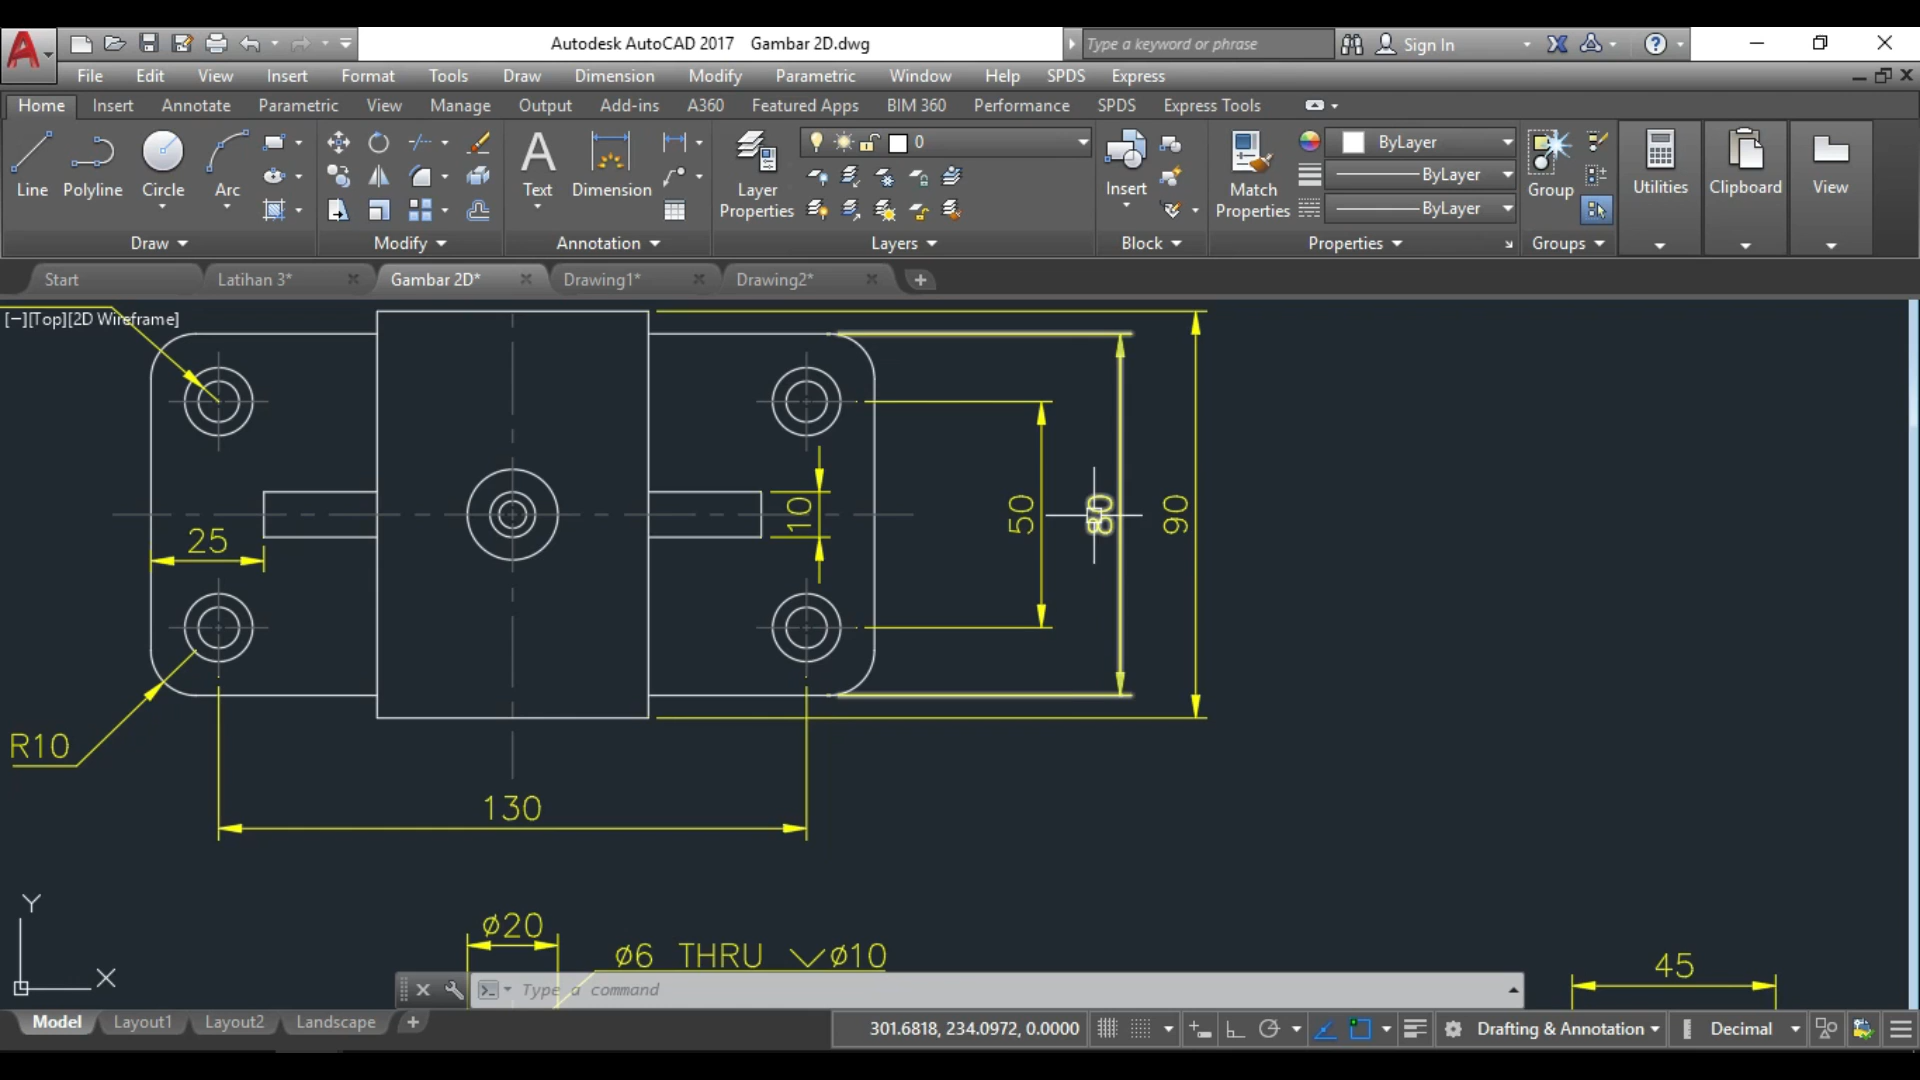 Autodesk AutoCAD 2017 Gambar 2D.dwg
Type a keyword or phrase
Sign In
File Edit View Insert Format Tools Draw Dimension Modify Parametric Window Help SPDS Express
Home Insert Annotate Parametric View Manage Output Add-ins A360 Featured Apps BIM 360 Performance SPDS Express Tools
Line Polyline Circle Arc
Draw
Modify
Text Dimension
Annotation
Layer Properties
0
Layers
Insert
Block
Match Properties
ByLayer
ByLayer
ByLayer
Properties
Group
Groups
Utilities
Clipboard
View
Start Latihan 3* Gambar 2D* Drawing1* Drawing2*
[−][Top][2D Wireframe]
10
50
80
90
25
R10
130
Y
X
ø20
ø6 THRU ⌵ø10
45
Type a command
Model Layout1 Layout2 Landscape
301.6818, 234.0972, 0.0000
Drafting & Annotation
Decimal